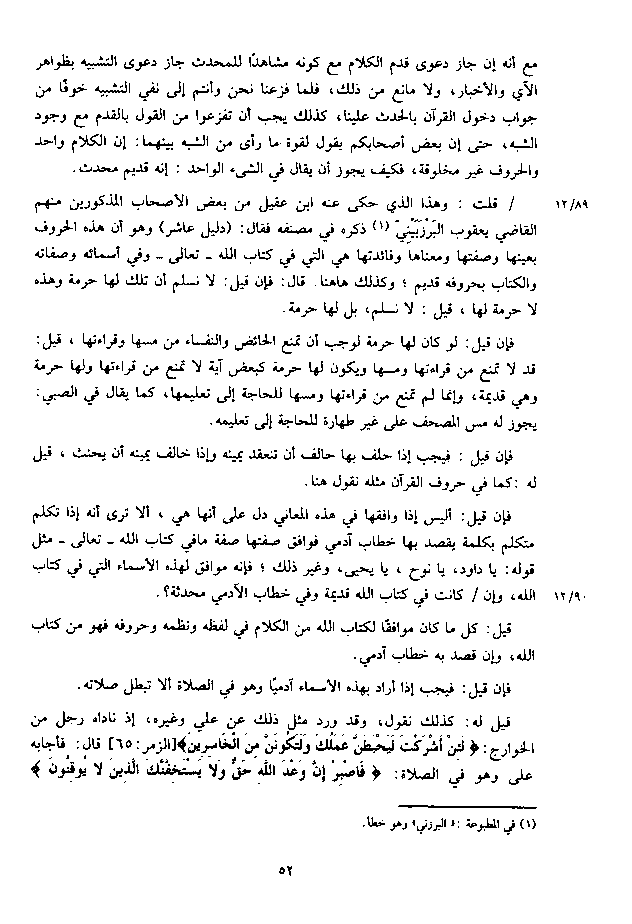 مع أنه إن جاز دعوى قدم الكلام مع كونه مشاهدًا للمحدث جاز دعوى التشبيه بظواهر
الآي والأخبار، ولا مانع من ذلك، فلما فزعنا نحن وأنتم إلى نفي التشبيه خوفًا من
جواب دخول القرآن بالحدث علينا، كذلك يجب أن تفزعوا من القول بالقدم مع وجود
الشبه، حتى إن بعض أصحابكم يقول لقوة ما رأى من الشبه بينهما: إن الكلام واحد
والحروف غير مخلوقة، فكيف يجوز أن يقال في الشىء الواحد : إنه قديم محدث.
١٢/٨٩ / قلت : وهذا الذي حكى عنه ابن عقيل من بعض الأصحاب المذكورين منهم
القاضي يعقوب البَرْزَبَيْنِيّ (١) ذكره في مصنفه فقال: (دليل عاشر) وهو أن هذه الحروف
بعينها وصفتها ومعناها وفائدتها هي التي في كتاب الله ـ تعالى ـ وفي أسمائه وصفاته
والكتاب بحروفه قديم ؛ وكذلك هاهنا. قال: فإن قيل: لا نسلم أن تلك لها حرمة وهذه
لا حرمة لها ، قيل : لا نسلم، بل لها حرمة.
فإن قيل: لو كان لها حرمة لوجب أن تمنع الحائض والنفساء من مسها وقراءتها ، قيل:
قد لا تمنع من قراءتها ومسها ويكون لها حرمة كبعض آية لا تمنع من قراءتها ولها حرمة
وهي قديمة، وإنما لم تمنع من قراءتها ومسها للحاجة إلى تعليمها، كما يقال في الصبي:
يجوز له مس المصحف على غير طهارة للحاجة إلى تعليمه.
فإن قيل : فيجب إذا حلف بها حالف أن تنعقد يمينه وإذا خالف يمينه أن يحنث ، قيل
له :كما في حروف القرآن مثله نقول هنا.
فإن قيل: أليس إذا وافقها في هذه المعاني دل على أنها هي ، ألا ترى أنه إذا تكلم
متكلم بكلمة يقصد بها خطاب آدمي فوافق صفتها صفة مافي كتاب الله ـ تعالى ـ مثل
قوله: يا داود، يا نوح ، يا يحيى، وغير ذلك ؛ فإنه موافق لهذه الأسماء التي في كتاب
١٢/٩٠ الله، وإن / كانت في كتاب الله قديمة وفي خطاب الآدمي محدثة؟.
قيل: كل ما كان موافقًا لكتاب الله من الكلام في لفظه ونظمه وحروفه فهو من كتاب
الله، وإن قصد به خطاب آدمي.
فإن قيل: فيجب إذا أراد بهذه الأسماء آدميًا وهو في الصلاة ألا تبطل صلاته.
قيل له: كذلك نقول، وقد ورد مثل ذلك عن علي وغيره، إذ ناداه رجل من
الخوارج:﴿ لَئِنْ أَشْرَكْتَ لَيَحْبَطَنَّ عَمَلُكَ وَلَتَكُونَنَّ مِنَ الْخَاسِرِينَ﴾[الزمر:٦٥] قال: فأجابه
على وهو في الصلاة: ﴿ فَاصْبِرْ إِنَّ وَعْدَ اللَّهِ حَقٌّ وَلا يَسْتَخِفَّنَّكَ الَّذِينَ لا يُوقِنُونَ ﴾
(١) في المطبوعة :«البرزني» وهو خطأ.
٥٢